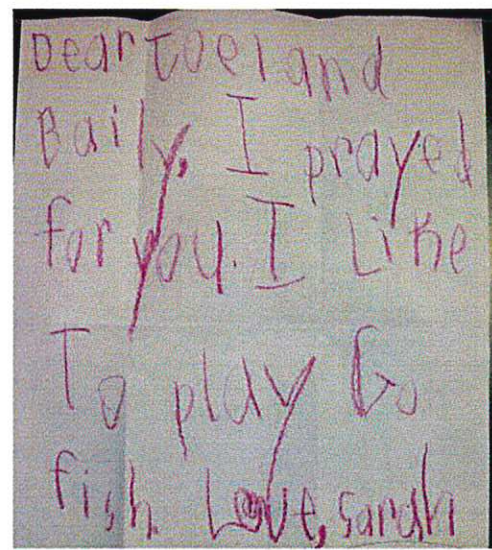 Dear Joel and
Baily, I prayed
for you. I Like
To play Go
fish. Love, Sarah